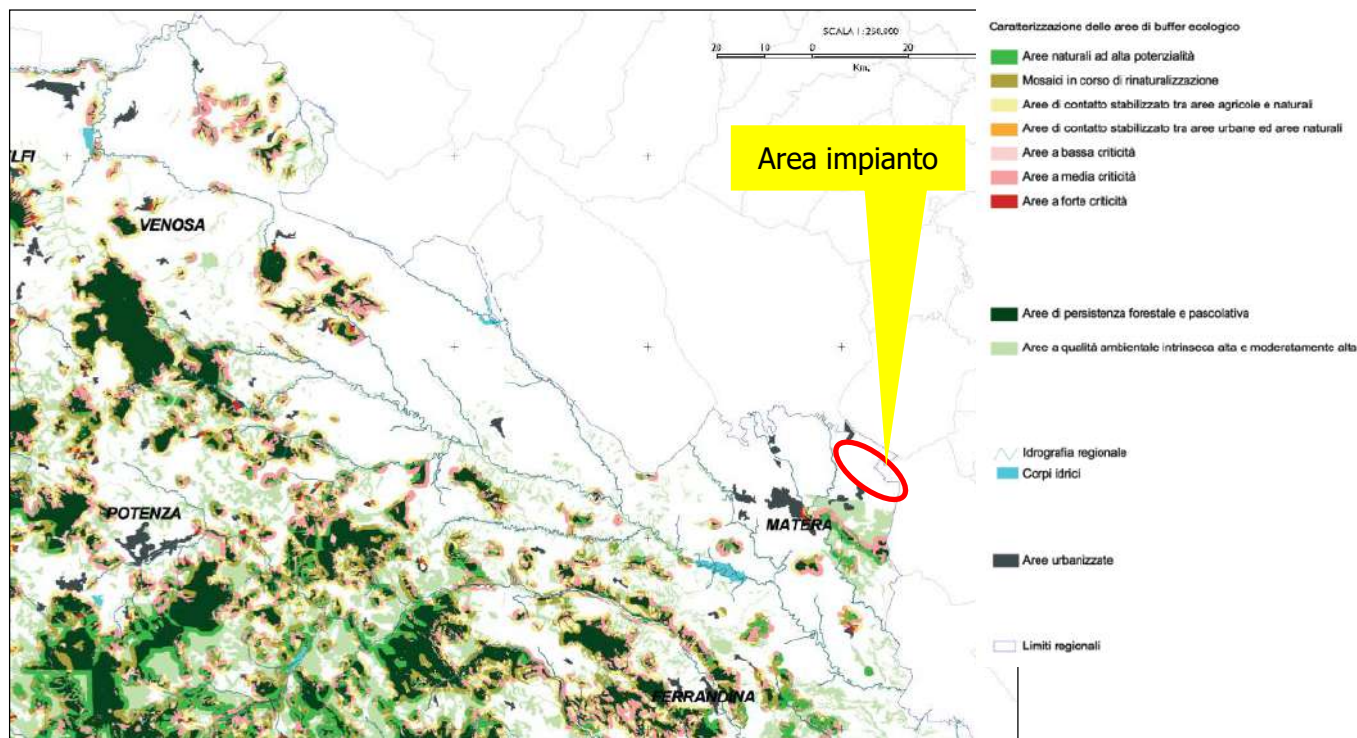 SCALA 1:250.000
20 10 0 20
Km.
Area impianto
LFI
VENOSA
POTENZA
MATERA
FERRANDINA
Caratterizzazione delle aree di buffer ecologico
Aree naturali ad alta potenzialità
Mosaici in corso di rinaturalizzazione
Aree di contatto stabilizzato tra aree agricole e naturali
Aree di contatto stabilizzato tra aree urbane ed aree naturali
Aree a bassa criticità
Aree a media criticità
Aree a forte criticità
Aree di persistenza forestale e pascolativa
Aree a qualità ambientale intrinseca alta e moderatamente alta
Idrografia regionale
Corpi idrici
Aree urbanizzate
Limiti regionali